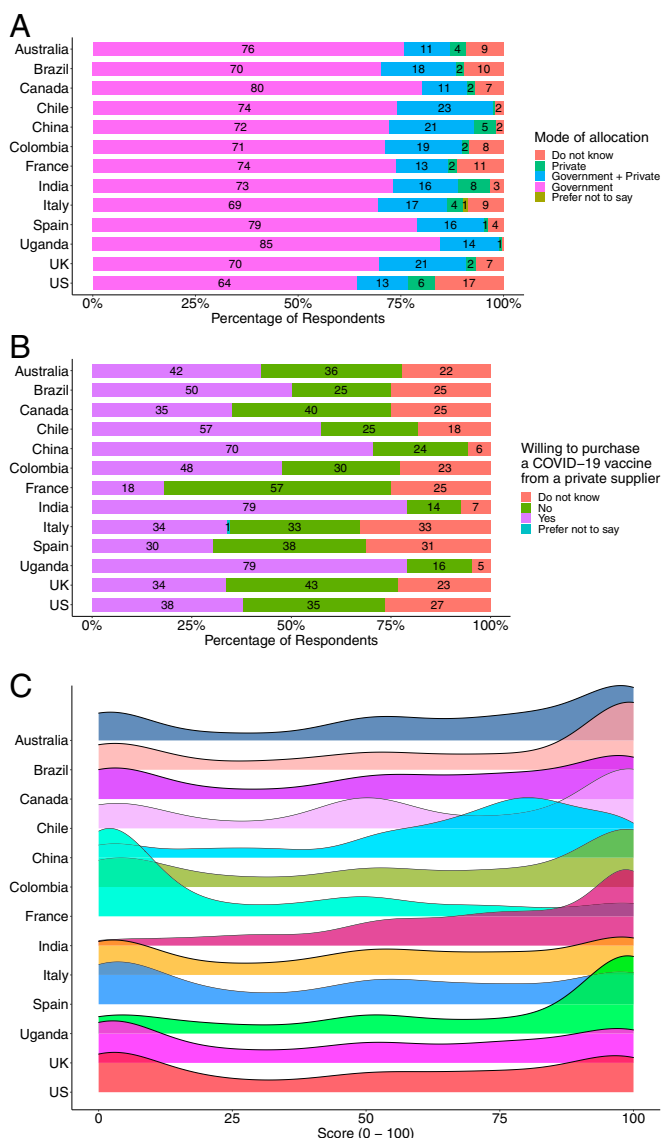 A
Australia 76 11 4 9
Brazil 70 18 2 10
Canada 80 11 2 7
Chile 74 23 2
China 72 21 5 2
Colombia 71 19 2 8
France 74 13 2 11
India 73 16 8 3
Italy 69 17 4 1 9
Spain 79 16 1 4
Uganda 85 14 1
UK 70 21 2 7
US 64 13 6 17
0% 25% 50% 75% 100%
Percentage of Respondents
Mode of allocation
Do not know
Private
Government + Private
Government
Prefer not to say
B
Australia 42 36 22
Brazil 50 25 25
Canada 35 40 25
Chile 57 25 18
China 70 24 6
Colombia 48 30 23
France 18 57 25
India 79 14 7
Italy 34 1 33 33
Spain 30 38 31
Uganda 79 16 5
UK 34 43 23
US 38 35 27
0% 25% 50% 75% 100%
Percentage of Respondents
Willing to purchase
a COVID−19 vaccine
from a private supplier
Do not know
No
Yes
Prefer not to say
C
Australia
Brazil
Canada
Chile
China
Colombia
France
India
Italy
Spain
Uganda
UK
US
0 25 50 75 100
Score (0 − 100)